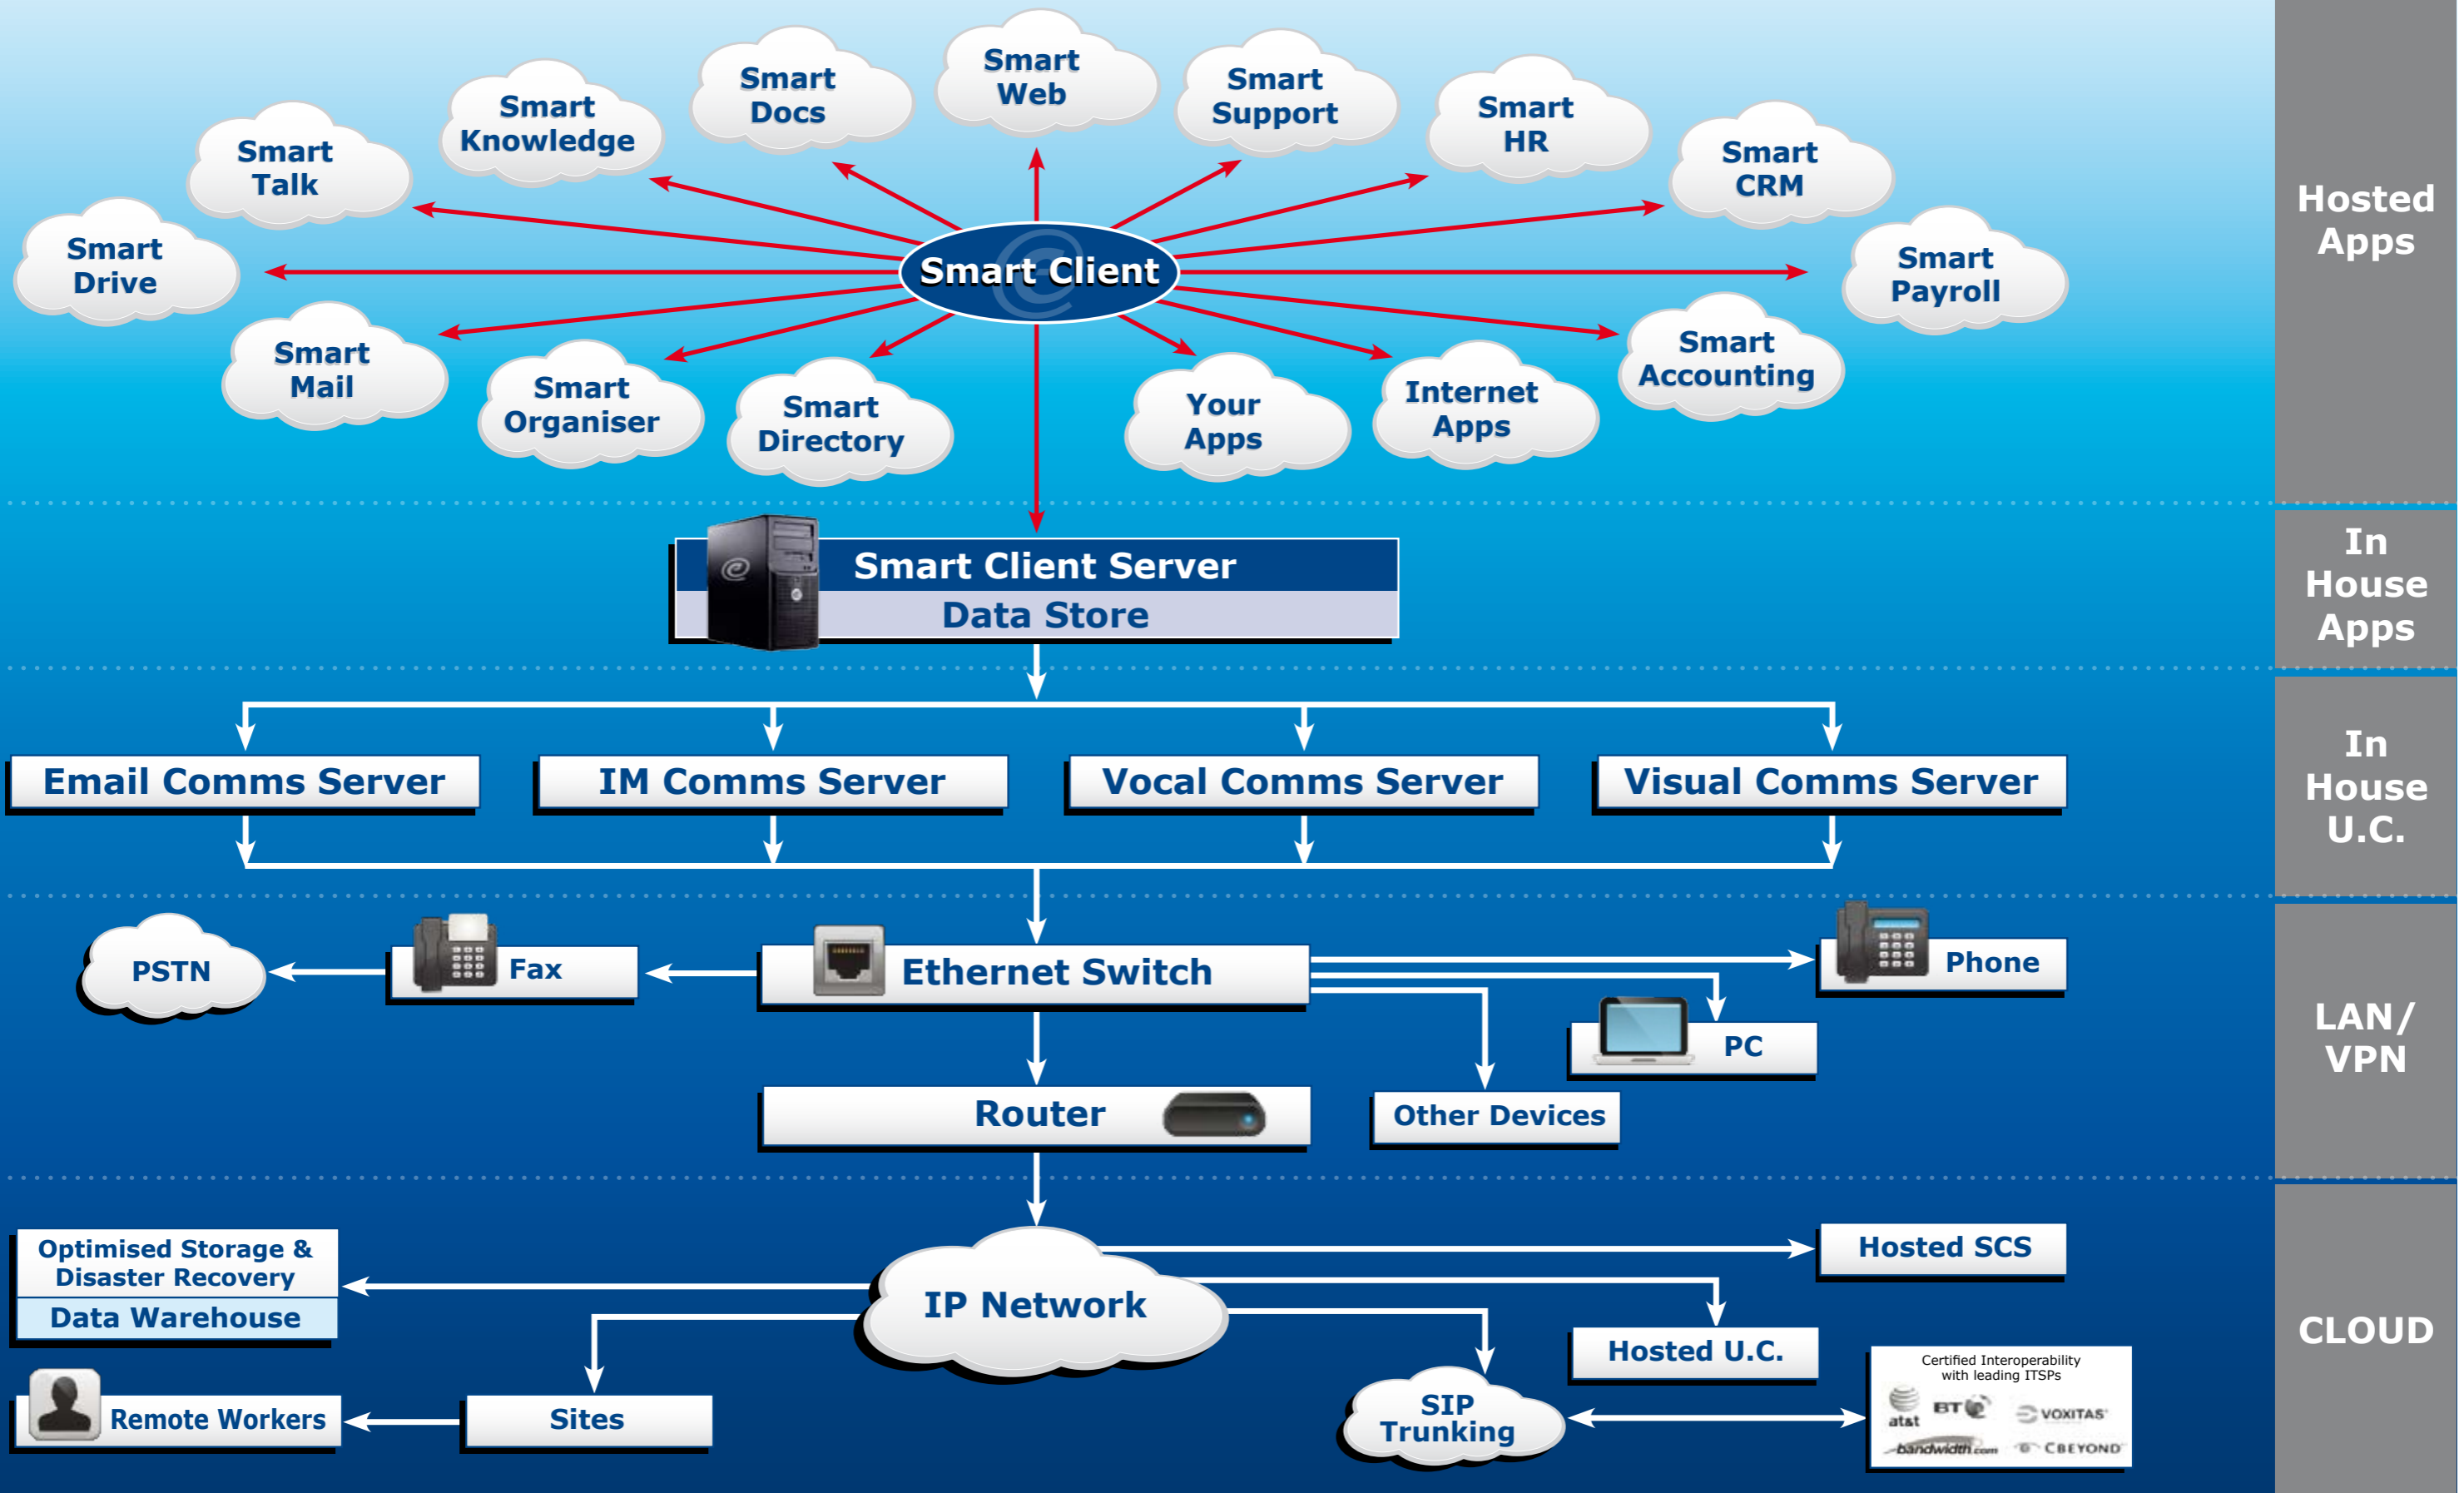 Smart
Web
Smart
Docs
Smart
Support
Smart
Knowledge
Smart
HR
Smart
Talk
Smart
CRM
Smart
Drive
Smart Client
Smart
Payroll
Smart
Mail
Smart
Organiser
Smart
Directory
Your
Apps
Internet
Apps
Smart
Accounting
Hosted
Apps
Smart Client Server
Data Store
In
House
Apps
Email Comms Server
IM Comms Server
Vocal Comms Server
Visual Comms Server
In
House
U.C.
PSTN
Fax
Ethernet Switch
Phone
PC
Router
Other Devices
LAN/
VPN
Optimised Storage &
Disaster Recovery
Data Warehouse
IP Network
Hosted SCS
Hosted U.C.
Remote Workers
Sites
SIP
Trunking
Certified Interoperability
with leading ITSPs
at&t
BT
VOXITAS
bandwidth.com
CBEYOND
CLOUD